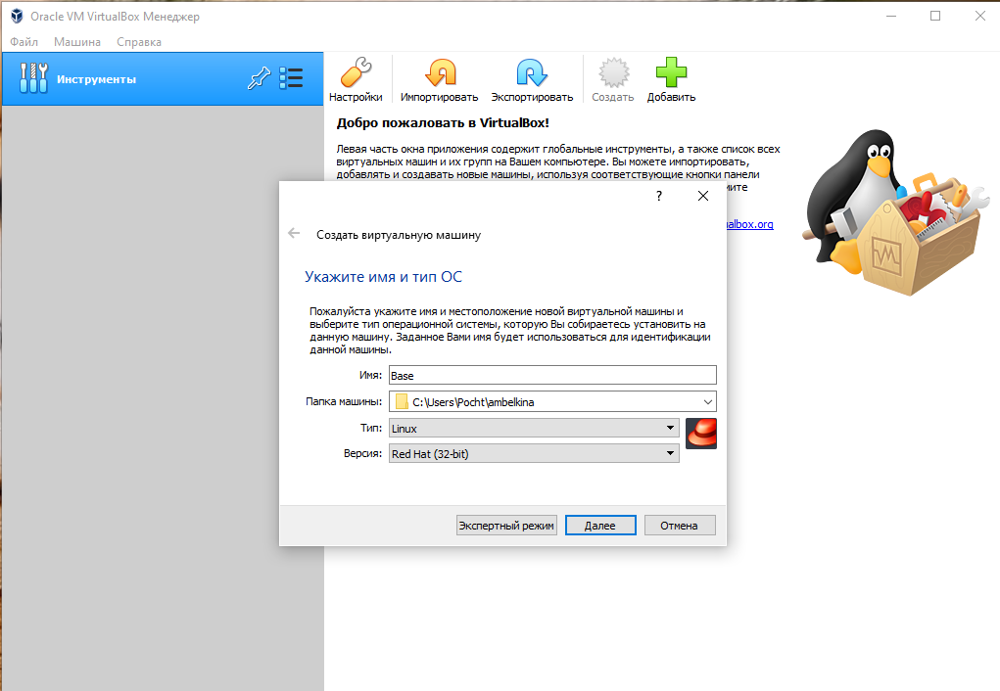 Oracle VM VirtualBox Менеджер
Файл Машина Справка
Инструменты
Настройки Импортировать Экспортировать Создать Добавить
Добро пожаловать в VirtualBox!
Левая часть окна приложения содержит глобальные инструменты, а также список всех
виртуальных машин и их групп на Вашем компьютере. Вы можете импортировать,
добавлять и создавать новые машины, используя соответствующие кнопки панели
?
Создать виртуальную машину
Укажите имя и тип ОС
Пожалуйста укажите имя и местоположение новой виртуальной машины и
выберите тип операционной системы, которую Вы собираетесь установить на
данную машину. Заданное Вами имя будет использоваться для идентификации
данной машины.
Имя: Base
Папка машины: C:\Users\Pocht\ambelkina
Тип: Linux
Версия: Red Hat (32-bit)
Экспертный режим Далее Отмена